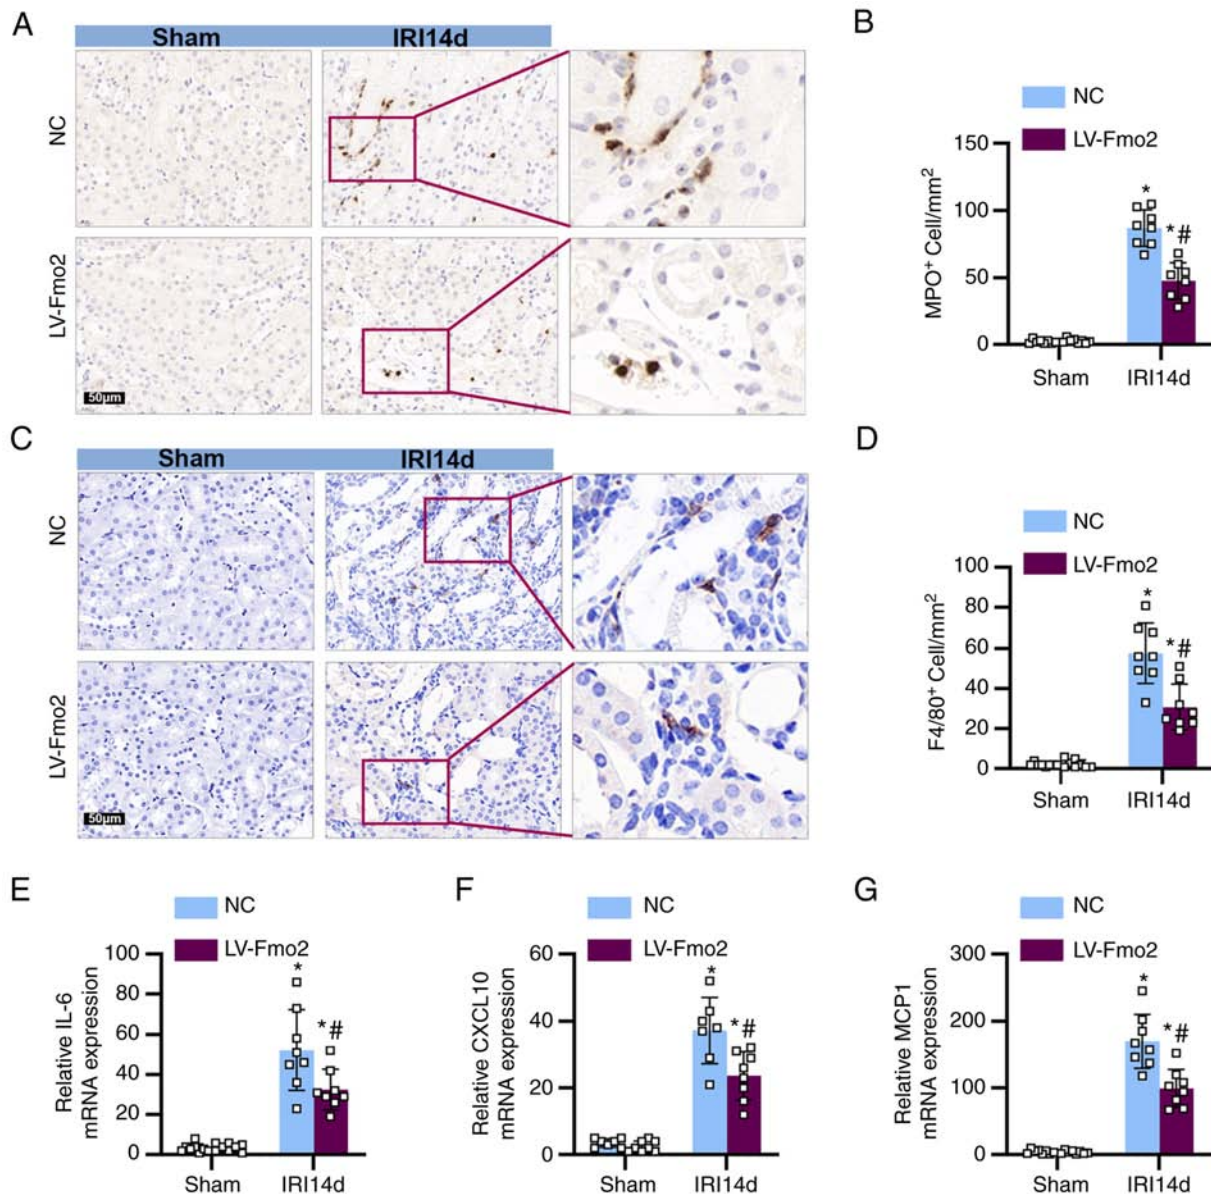 A
Sham IRI14d
NC
LV-Fmo2
50µm
B
NC
LV-Fmo2
MPO⁺ Cell/mm²
150
100
50
0
*
*#
Sham IRI14d
C
Sham IRI14d
NC
LV-Fmo2
50µm
D
NC
LV-Fmo2
F4/80⁺ Cell/mm²
100
80
60
40
20
0
*
*#
Sham IRI14d
E
NC
LV-Fmo2
Relative IL-6
mRNA expression
100
80
60
40
20
0
*
*#
Sham IRI14d
F
NC
LV-Fmo2
Relative CXCL10
mRNA expression
60
40
20
0
*
*#
Sham IRI14d
G
NC
LV-Fmo2
Relative MCP1
mRNA expression
300
200
100
0
*
*#
Sham IRI14d